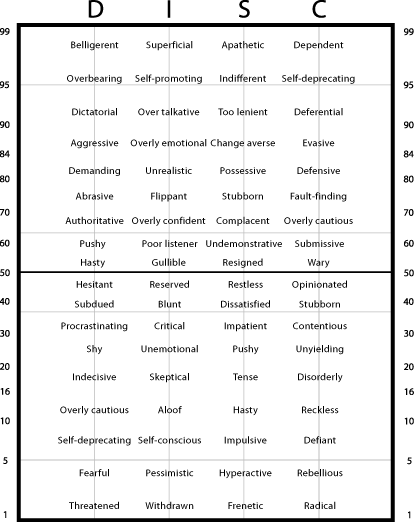 D I S C
99 99
Belligerent Superficial Apathetic Dependent
Overbearing Self-promoting Indifferent Self-deprecating
95 95
Dictatorial Over talkative Too lenient Deferential
90 90
Aggressive Overly emotional Change averse Evasive
84 84
Demanding Unrealistic Possessive Defensive
80 80
Abrasive Flippant Stubborn Fault-finding
70 70
Authoritative Overly confident Complacent Overly cautious
60 Pushy Poor listener Undemonstrative Submissive 60
Hasty Gullible Resigned Wary
50 50
Hesitant Reserved Restless Opinionated
40 Subdued Blunt Dissatisfied Stubborn 40
Procrastinating Critical Impatient Contentious
30 30
Shy Unemotional Pushy Unyielding
20 20
Indecisive Skeptical Tense Disorderly
16 16
Overly cautious Aloof Hasty Reckless
10 10
Self-deprecating Self-conscious Impulsive Defiant
5 5
Fearful Pessimistic Hyperactive Rebellious
Threatened Withdrawn Frenetic Radical
1 1